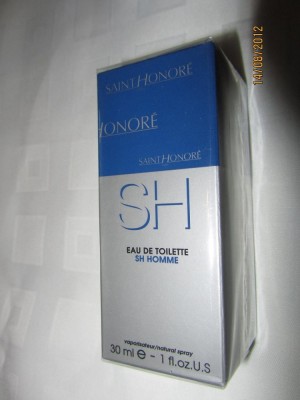 SAINTHONORÉ
HONORÉ
SAINTHONORÉ
SH
EAU DE TOILETTE
SH HOMME
vaporisateur/natural spray
30 ml e - 1 fl.oz.U.S
14/08/2012